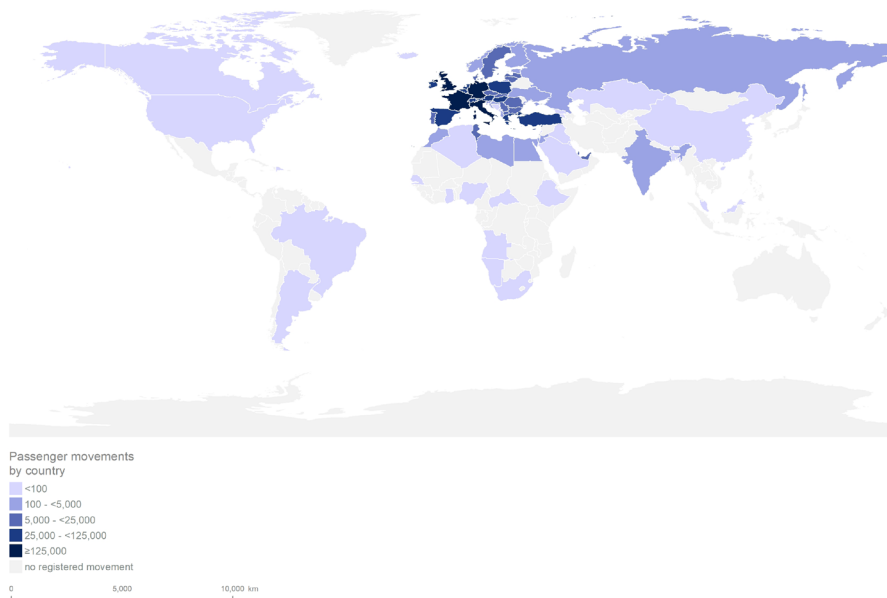 Passenger movements
by country
<100
100 - <5,000
5,000 - <25,000
25,000 - <125,000
≥125,000
no registered movement
0 5,000 10,000 km